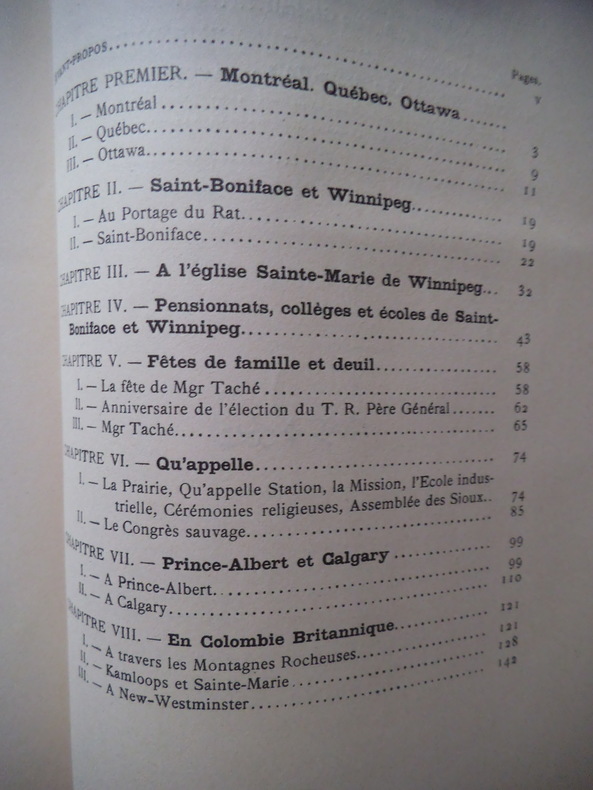 AVANT-PROPOS
Pages.
v
CHAPITRE PREMIER. — Montréal. Québec. Ottawa
I. — Montréal 3
II. — Québec 9
III. — Ottawa 11
CHAPITRE II. — Saint-Boniface et Winnipeg 19
I. — Au Portage du Rat 19
II. — Saint-Boniface 22
CHAPITRE III. — A l'église Sainte-Marie de Winnipeg 32
CHAPITRE IV. — Pensionnats, collèges et écoles de Saint-
Boniface et Winnipeg 43
CHAPITRE V. — Fêtes de famille et deuil 58
I. — La fête de Mgr Taché 58
II. — Anniversaire de l'élection du T. R. Père Général 62
III. — Mgr Taché 65
CHAPITRE VI. — Qu'appelle 74
I. — La Prairie, Qu'appelle Station, la Mission, l'Ecole indus-
trielle, Cérémonies religieuses, Assemblée des Sioux 74
II. — Le Congrès sauvage 85
CHAPITRE VII. — Prince-Albert et Calgary 99
I. — A Prince-Albert 99
II. — A Calgary 110
CHAPITRE VIII. — En Colombie Britannique 121
I. — A travers les Montagnes Rocheuses 121
II. — Kamloops et Sainte-Marie 128
III. — A New-Westminster 142